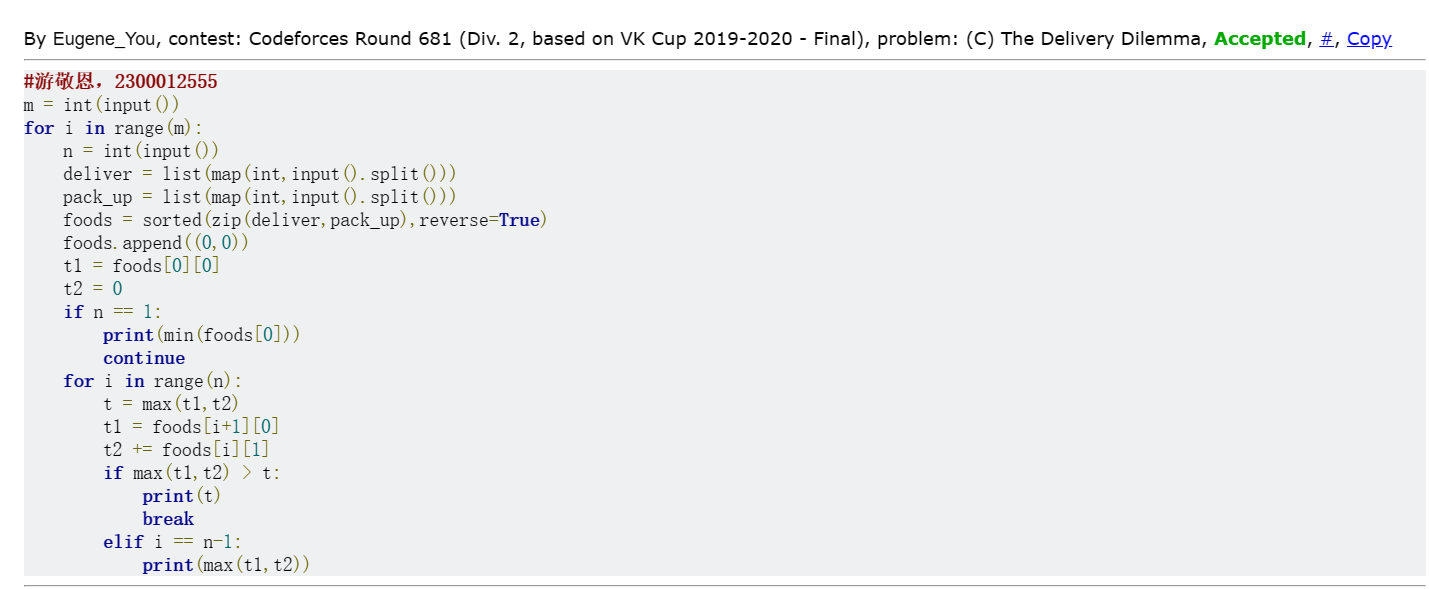 By Eugene_You, contest: Codeforces Round 681 (Div. 2, based on VK Cup 2019-2020 - Final), problem: (C) The Delivery Dilemma, Accepted, #, Copy
#游敬恩，2300012555
m = int(input())
for i in range(m):
    n = int(input())
    deliver = list(map(int,input().split()))
    pack_up = list(map(int,input().split()))
    foods = sorted(zip(deliver,pack_up),reverse=True)
    foods.append((0,0))
    t1 = foods[0][0]
    t2 = 0
    if n == 1:
        print(min(foods[0]))
        continue
    for i in range(n):
        t = max(t1,t2)
        t1 = foods[i+1][0]
        t2 += foods[i][1]
        if max(t1,t2) > t:
            print(t)
            break
        elif i == n-1:
            print(max(t1,t2))